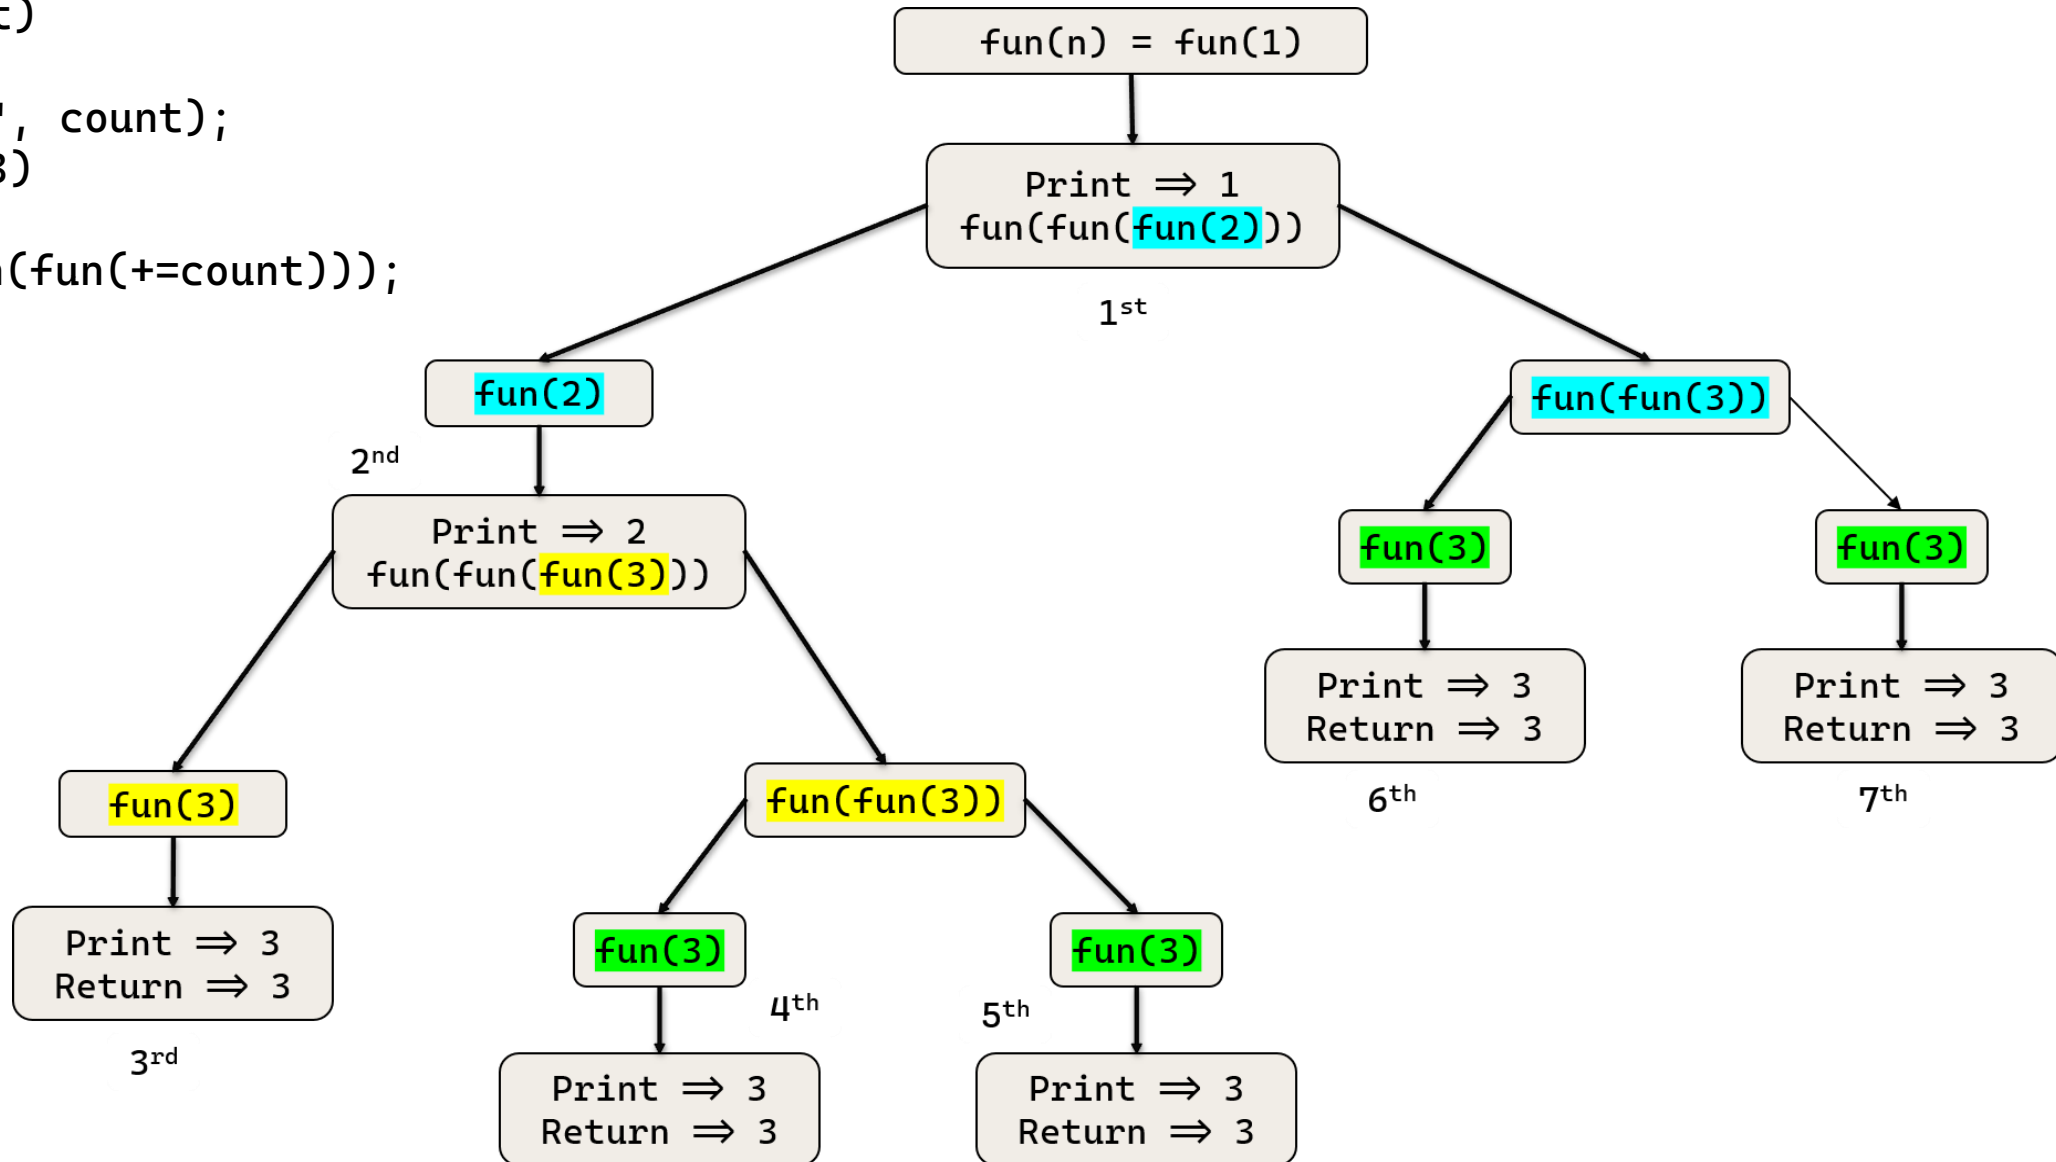 t)
", count);
3)
n(fun(+=count)));
fun(n) = fun(1)
Print ⇒ 1
fun(fun(fun(2)))
1st
fun(2)
fun(fun(3))
2nd
Print ⇒ 2
fun(fun(fun(3)))
fun(3)
fun(3)
Print ⇒ 3
Return ⇒ 3
Print ⇒ 3
Return ⇒ 3
6th
7th
fun(3)
fun(fun(3))
Print ⇒ 3
Return ⇒ 3
3rd
fun(3)
fun(3)
4th
5th
Print ⇒ 3
Return ⇒ 3
Print ⇒ 3
Return ⇒ 3